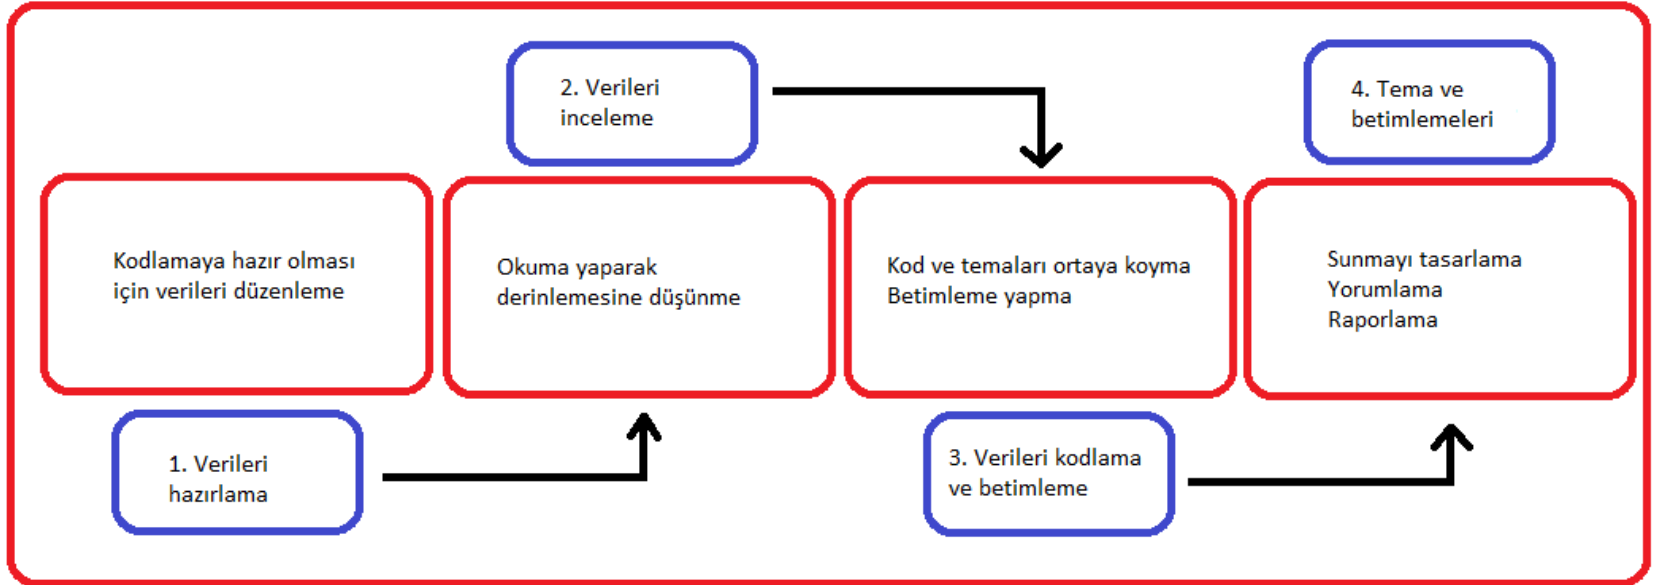 1. Verileri
hazırlama
Kodlamaya hazır olması
için verileri düzenleme
2. Verileri
inceleme
Okuma yaparak
derinlemesine düşünme
3. Verileri kodlama
ve betimleme
Kod ve temaları ortaya koyma
Betimleme yapma
4. Tema ve
betimlemeleri
Sunmayı tasarlama
Yorumlama
Raporlama